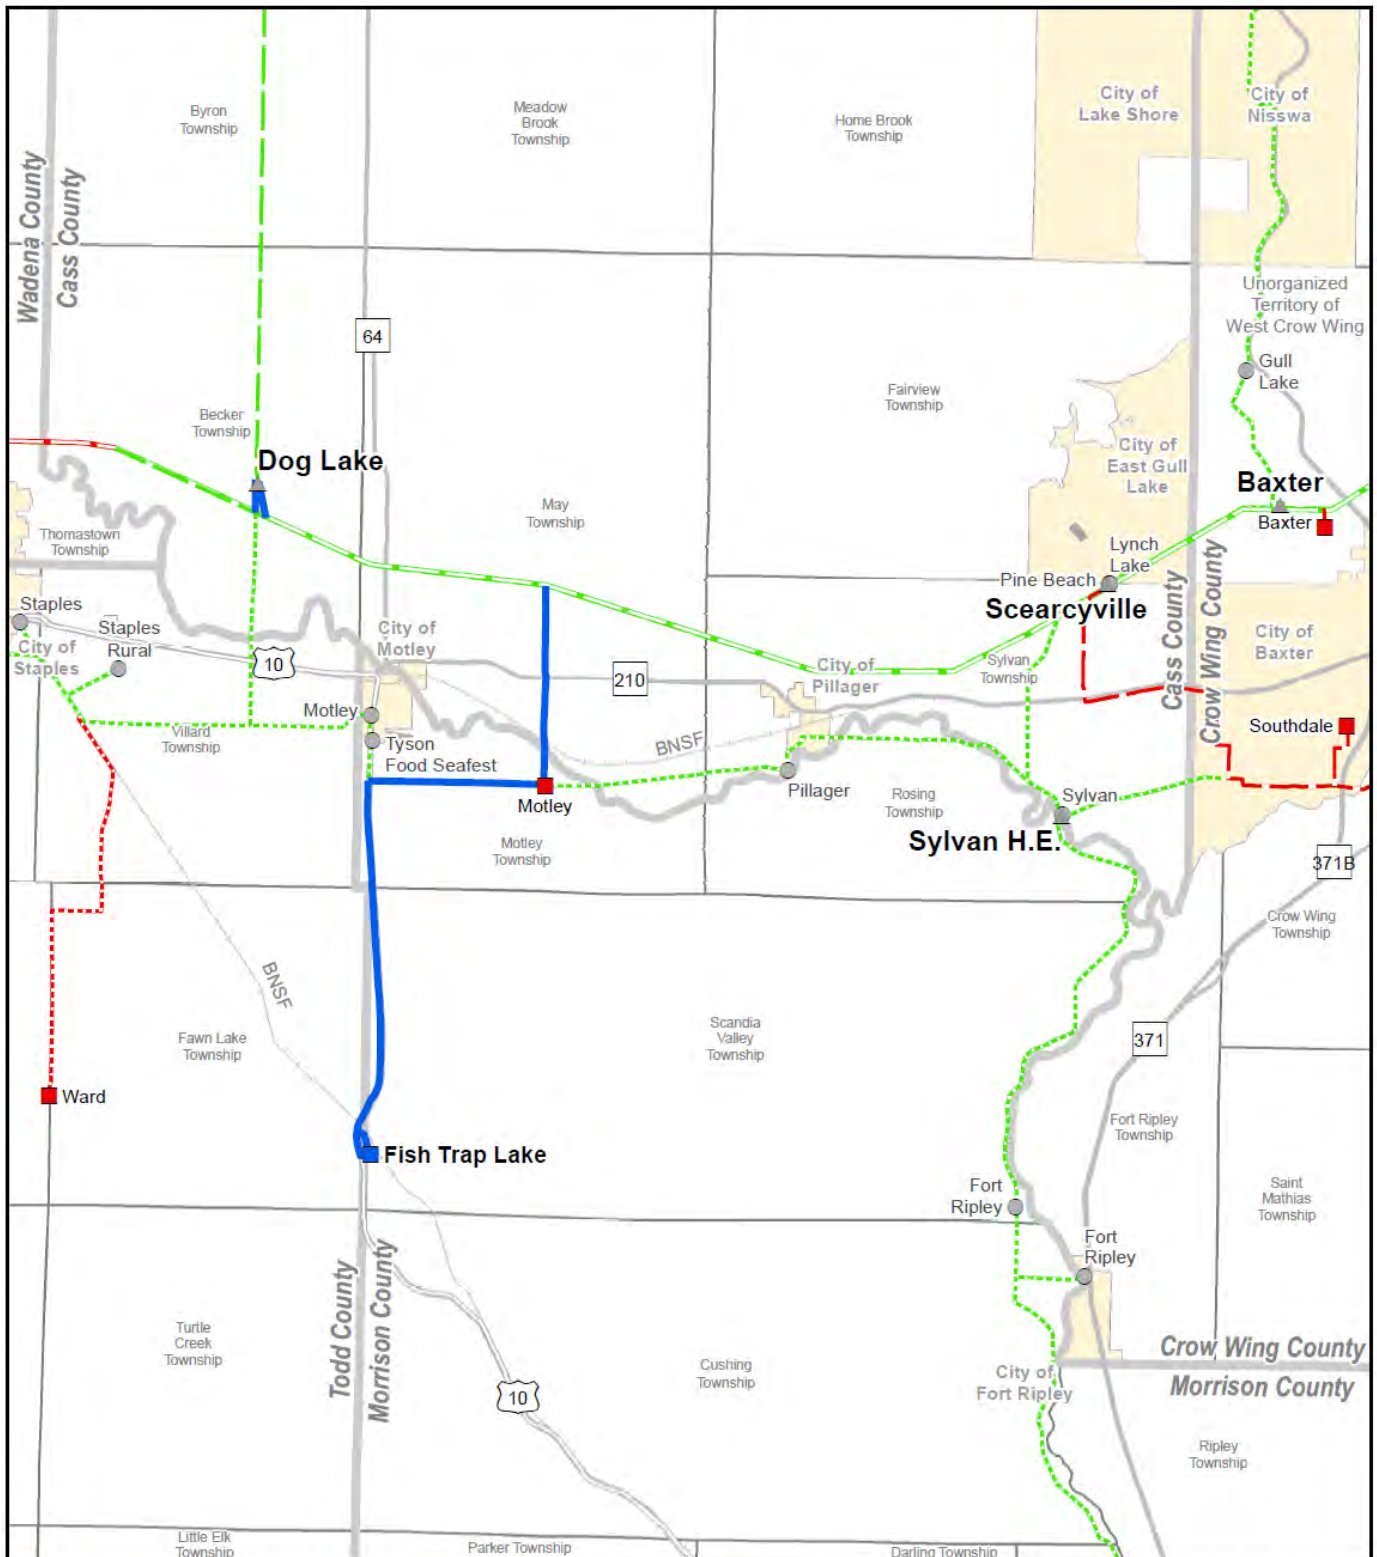 Byron
Township
Meadow
Brook
Township
Home Brook
Township
City of
Lake Shore
City of
Nisswa
Wadena County
Cass County
Unorganized
Territory of
West Crow Wing
64
Gull
Lake
Becker
Township
Fairview
Township
Dog Lake
City of
East Gull
Lake
Baxter
May
Township
Baxter
Thomastown
Township
Lynch
Lake
Pine Beach
Scearcyville
Cass County
Crow Wing County
Staples
Staples
Rural
City of
Staples
10
City of
Motley
City of
Baxter
210
City of
Pillager
Sylvan
Township
Motley
Southdale
Villard
Township
Tyson
Food Seafest
BNSF
Motley
Pillager
Rosing
Township
Sylvan
Sylvan H.E.
Motley
Township
371B
Crow Wing
Township
BNSF
Fawn Lake
Township
Scandia
Valley
Township
371
Ward
Fort Ripley
Township
Fish Trap Lake
Fort
Ripley
Saint
Mathias
Township
Fort
Ripley
Todd County
Morrison County
Turtle
Creek
Township
Cushing
Township
10
City of
Fort Ripley
Crow Wing County
Morrison County
Ripley
Township
Little Elk
Township
Parker Township
Darling Township